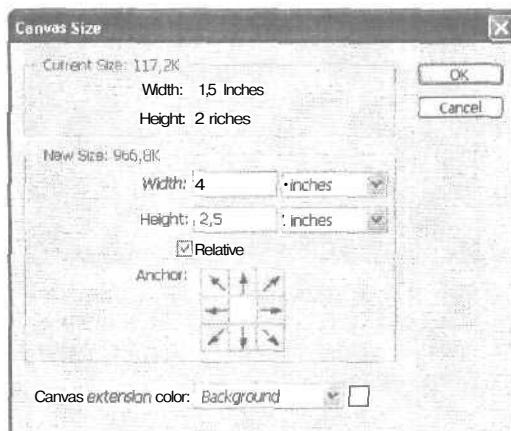 Canvas Size
Current Size: 117,2K
Width: 1,5 Inches
Height: 2 riches
OK
Cancel
New Size: 966,8K
Width: 4 inches
Height: 2,5 inches
Relative
Anchor:
Canvas extension color: Background